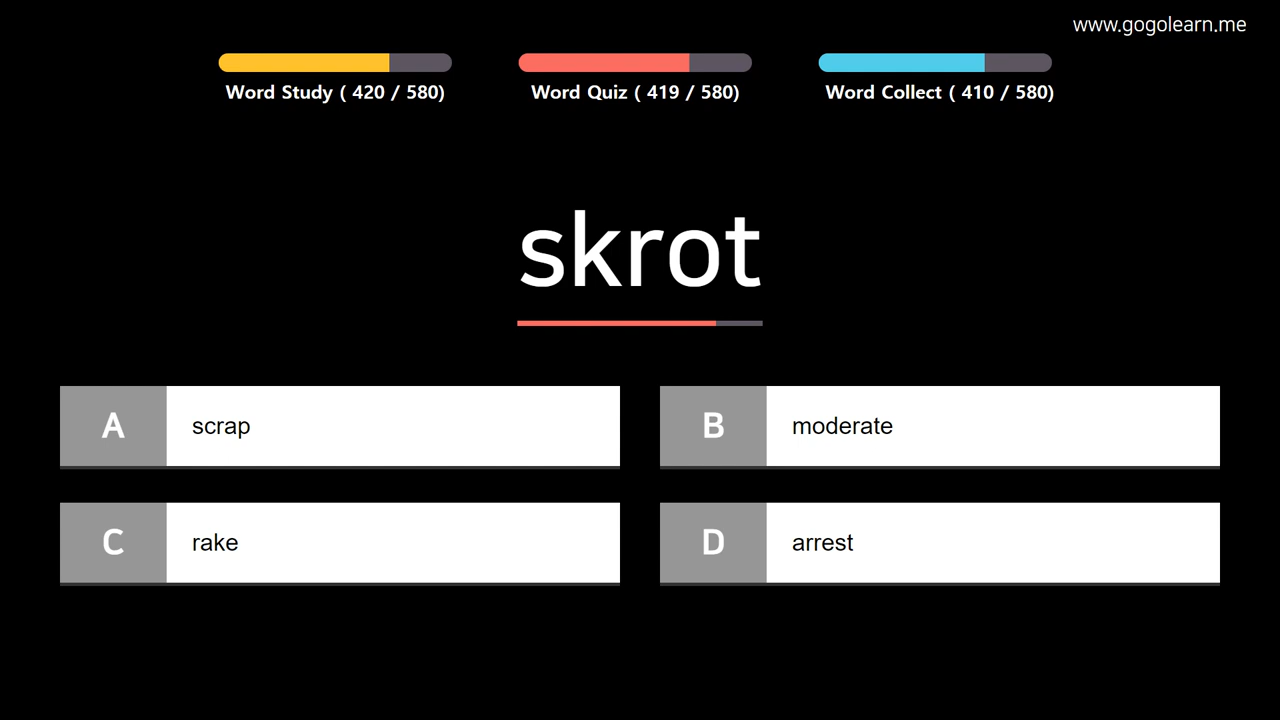 www.gogolearn.me
Word Study ( 420 / 580)
Word Quiz ( 419 / 580)
Word Collect ( 410 / 580)
skrot
A scrap
B moderate
C rake
D arrest